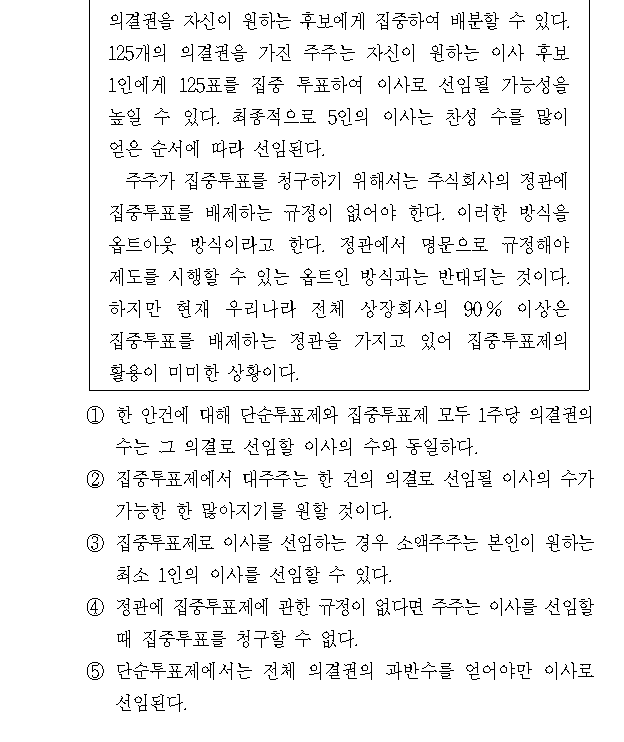 의결권을 자신이 원하는 후보에게 집중하여 배분할 수 있다.
125개의 의결권을 가진 주주는 자신이 원하는 이사 후보
1인에게 125표를 집중 투표하여 이사로 선임될 가능성을
높일 수 있다. 최종적으로 5인의 이사는 찬성 수를 많이
얻은 순서에 따라 선임된다.
주주가 집중투표를 청구하기 위해서는 주식회사의 정관에
집중투표를 배제하는 규정이 없어야 한다. 이러한 방식을
옵트아웃 방식이라고 한다. 정관에서 명문으로 규정해야
제도를 시행할 수 있는 옵트인 방식과는 반대되는 것이다.
하지만 현재 우리나라 전체 상장회사의 90% 이상은
집중투표를 배제하는 정관을 가지고 있어 집중투표제의
활용이 미미한 상황이다.
① 한 안건에 대해 단순투표제와 집중투표제 모두 1주당 의결권의
수는 그 의결로 선임할 이사의 수와 동일하다.
② 집중투표제에서 대주주는 한 건의 의결로 선임될 이사의 수가
가능한 한 많아지기를 원할 것이다.
③ 집중투표제로 이사를 선임하는 경우 소액주주는 본인이 원하는
최소 1인의 이사를 선임할 수 있다.
④ 정관에 집중투표제에 관한 규정이 없다면 주주는 이사를 선임할
때 집중투표를 청구할 수 없다.
⑤ 단순투표제에서는 전체 의결권의 과반수를 얻어야만 이사로
선임된다.